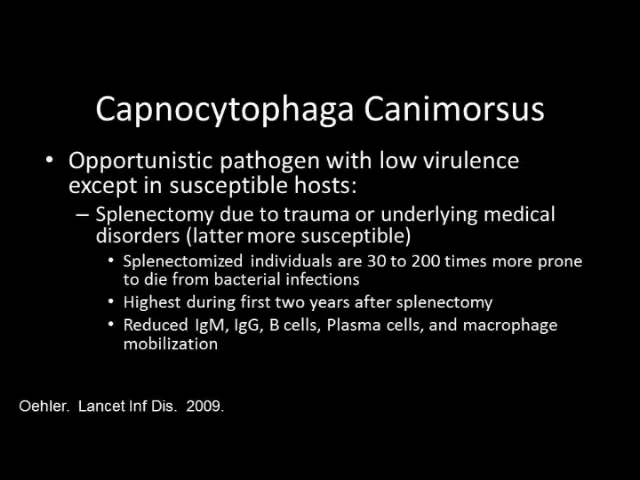 Capnocytophaga Canimorsus
• Opportunistic pathogen with low virulence
except in susceptible hosts:
– Splenectomy due to trauma or underlying medical
disorders (latter more susceptible)
• Splenectomized individuals are 30 to 200 times more prone
to die from bacterial infections
• Highest during first two years after splenectomy
• Reduced IgM, IgG, B cells, Plasma cells, and macrophage
mobilization
Oehler. Lancet Inf Dis. 2009.